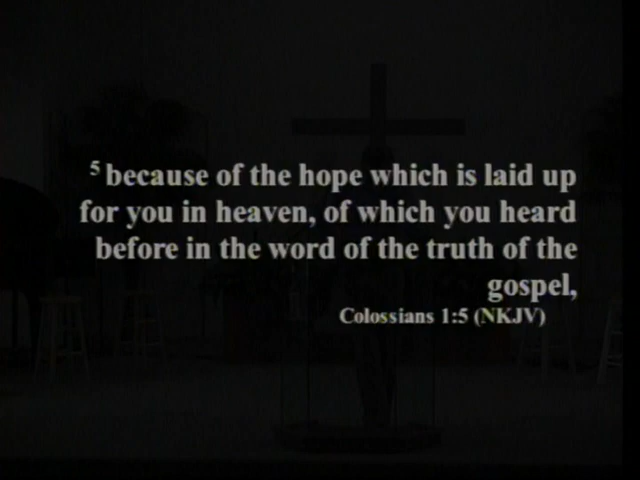 5 because of the hope which is laid up
for you in heaven, of which you heard
before in the word of the truth of the
gospel,
Colossians 1:5 (NKJV)